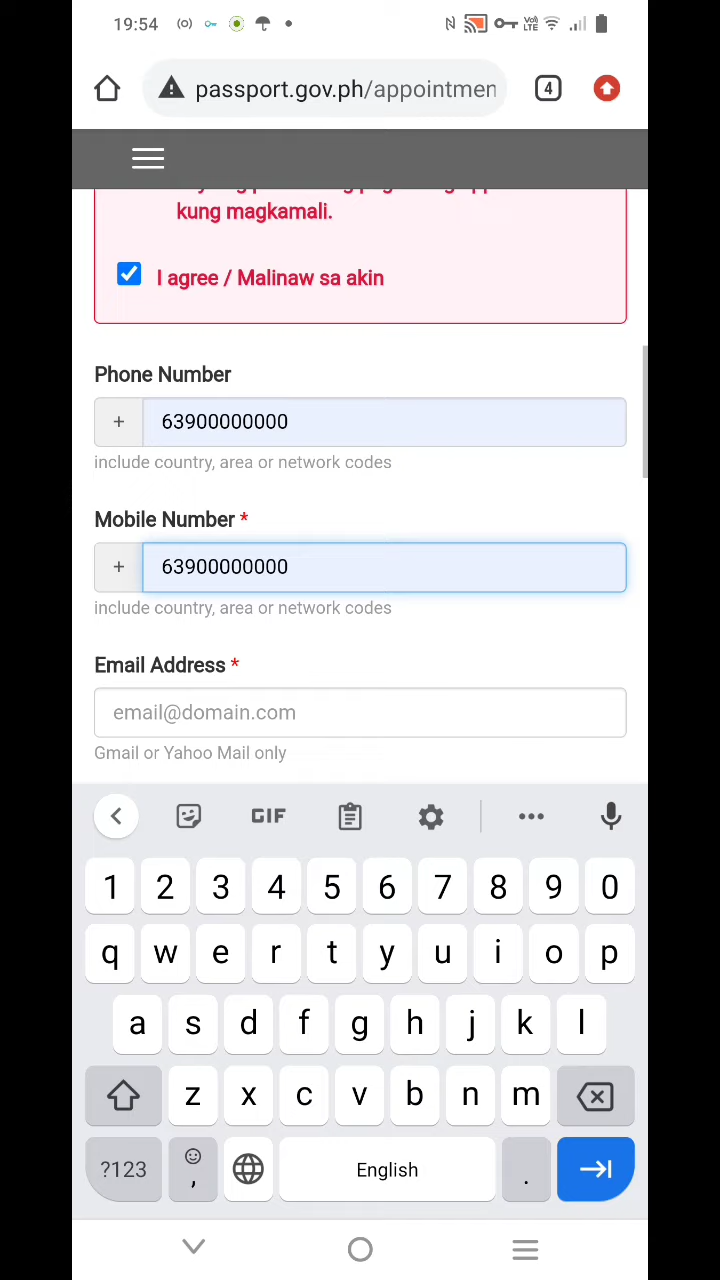 19:54
Vol) LTE
passport.gov.ph/appointmen
4
kung magkamali.
I agree / Malinaw sa akin
Phone Number
+ 63900000000
include country, area or network codes
Mobile Number *
+ 63900000000
include country, area or network codes
Email Address *
email@domain.com
Gmail or Yahoo Mail only
GIF
1 2 3 4 5 6 7 8 9 0
q w e r t y u i o p
a s d f g h j k l
z x c v b n m
?123 , English .